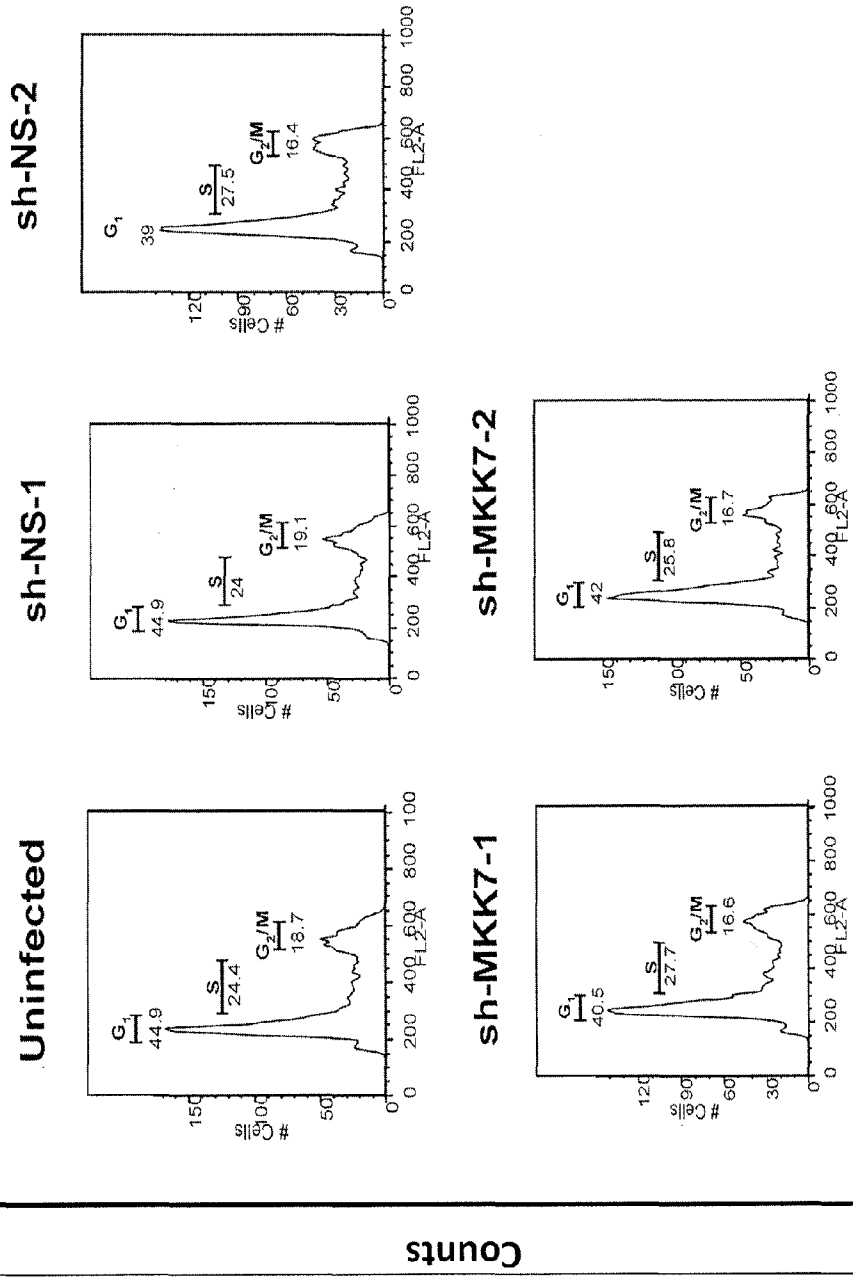 Counts
Uninfected
# Cells
150
100
50
0
G1
44.9
S
24.4
G2/M
18.7
0
200
400
600
800
100
FL2-A
sh-NS-1
# Cells
150
100
50
0
G1
44.9
S
24
G2/M
19.1
0
200
400
600
800
1000
FL2-A
sh-NS-2
# Cells
120
90
60
30
0
G1
39
S
27.5
G2/M
16.4
0
200
400
600
800
1000
FL2-A
sh-MKK7-1
# Cells
120
90
60
30
0
G1
40.5
S
27.7
G2/M
16.6
0
200
400
600
800
1000
FL2-A
sh-MKK7-2
# Cells
150
100
50
0
G1
42
S
25.8
G2/M
16.7
0
200
400
600
800
1000
FL2-A